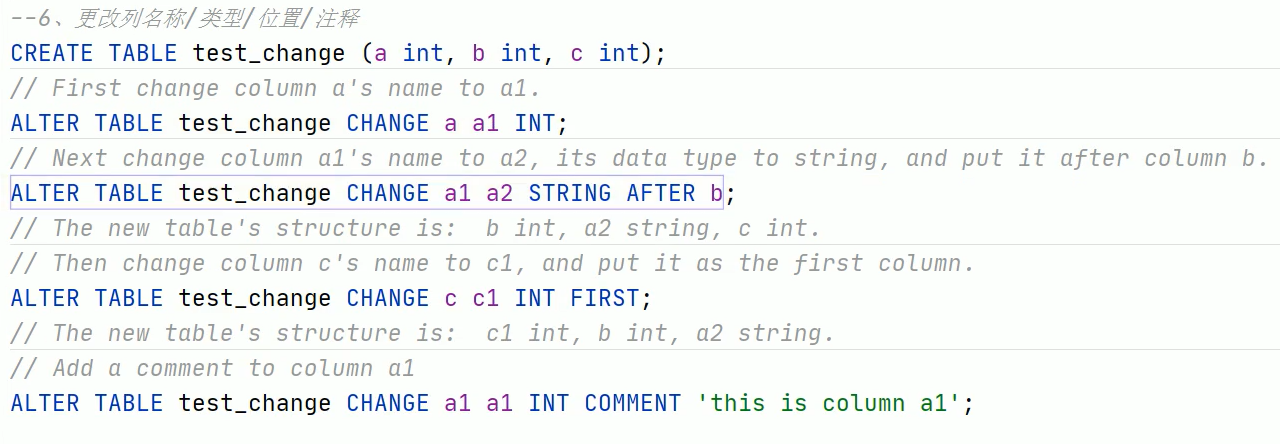 --6、更改列名称/类型/位置/注释
CREATE TABLE test_change (a int, b int, c int);
// First change column a's name to a1.
ALTER TABLE test_change CHANGE a a1 INT;
// Next change column a1's name to a2, its data type to string, and put it after column b.
ALTER TABLE test_change CHANGE a1 a2 STRING AFTER b;
// The new table's structure is:  b int, a2 string, c int.
// Then change column c's name to c1, and put it as the first column.
ALTER TABLE test_change CHANGE c c1 INT FIRST;
// The new table's structure is:  c1 int, b int, a2 string.
// Add a comment to column a1
ALTER TABLE test_change CHANGE a1 a1 INT COMMENT 'this is column a1';